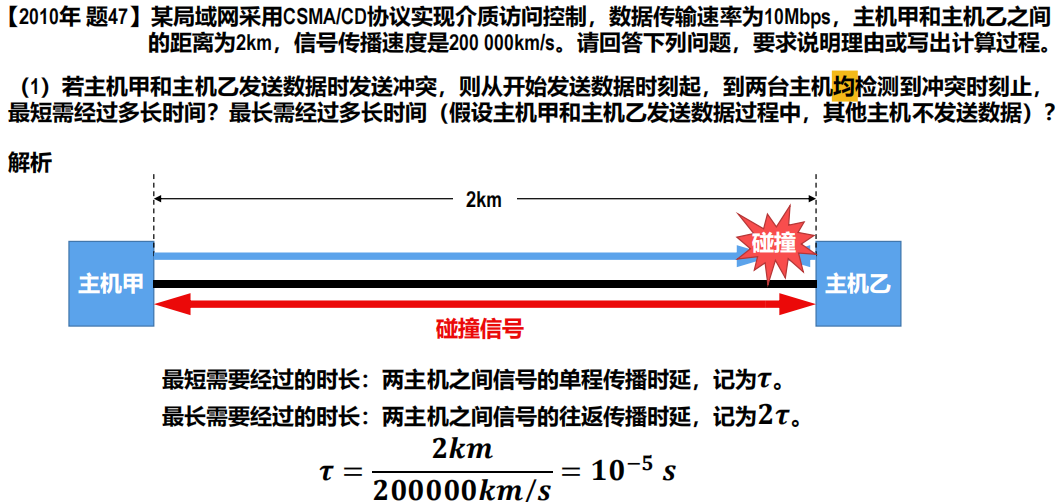 【2010年 题47】某局域网采用CSMA/CD协议实现介质访问控制，数据传输速率为10Mbps，主机甲和主机乙之间
的距离为2km，信号传播速度是200 000km/s。请回答下列问题，要求说明理由或写出计算过程。
（1）若主机甲和主机乙发送数据时发送冲突，则从开始发送数据时刻起，到两台主机均检测到冲突时刻止，
最短需经过多长时间？最长需经过多长时间（假设主机甲和主机乙发送数据过程中，其他主机不发送数据）？
解析
2km
碰撞
主机甲
主机乙
碰撞信号
最短需要经过的时长：两主机之间信号的单程传播时延，记为τ。
最长需要经过的时长：两主机之间信号的往返传播时延，记为2τ。
τ = 2km / 200000km/s = 10⁻⁵ s